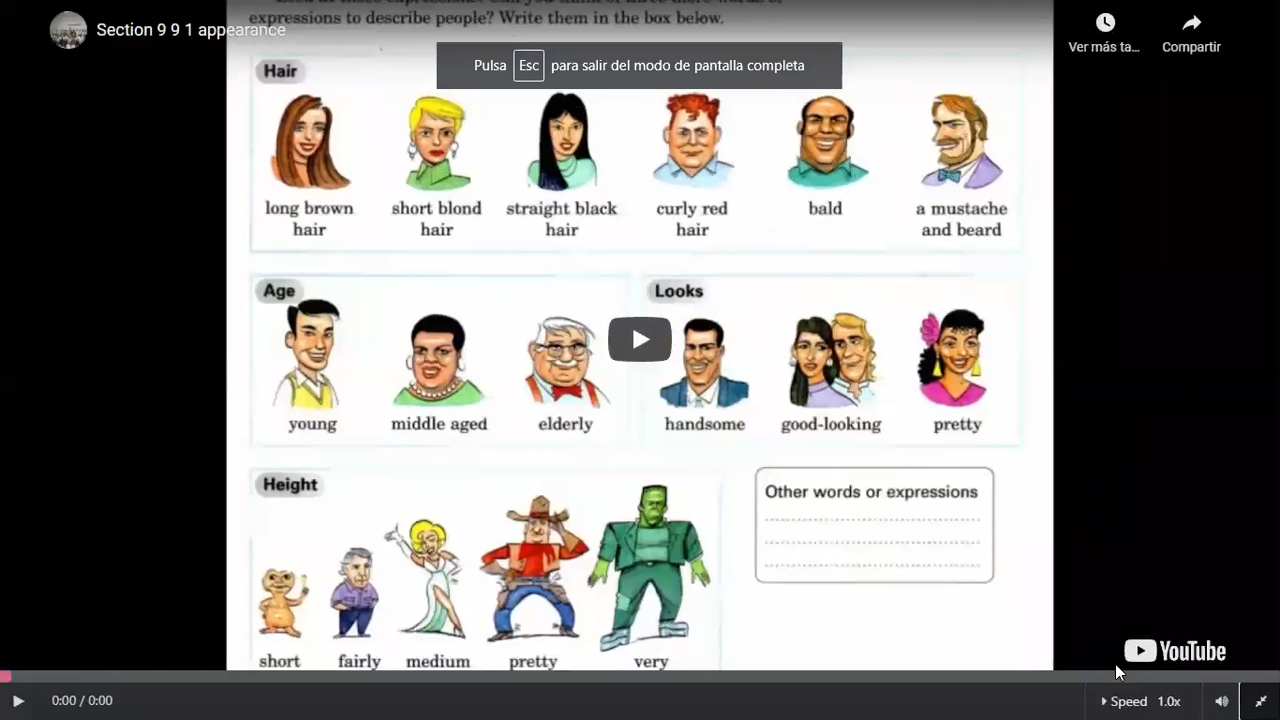 Section 9 9 1 appearance
Ver más ta...
Compartir
expressions to describe people? Write them in the box below.
Pulsa Esc para salir del modo de pantalla completa
Hair
long brown hair
short blond hair
straight black hair
curly red hair
bald
a mustache and beard
Age
young
middle aged
elderly
Looks
handsome
good-looking
pretty
Height
short
fairly
medium
pretty
very
Other words or expressions
YouTube
0:00 / 0:00
Speed 1.0x